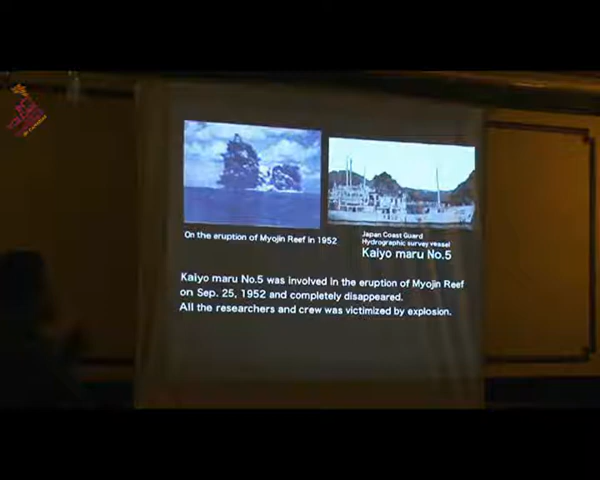 On the eruption of Myojin Reef in 1952
Japan Coast Guard
Hydrographic survey vessel
Kaiyo maru No.5
Kaiyo maru No.5 was involved in the eruption of Myojin Reef
on Sep. 25, 1952 and completely disappeared.
All the researchers and crew was victimized by explosion.